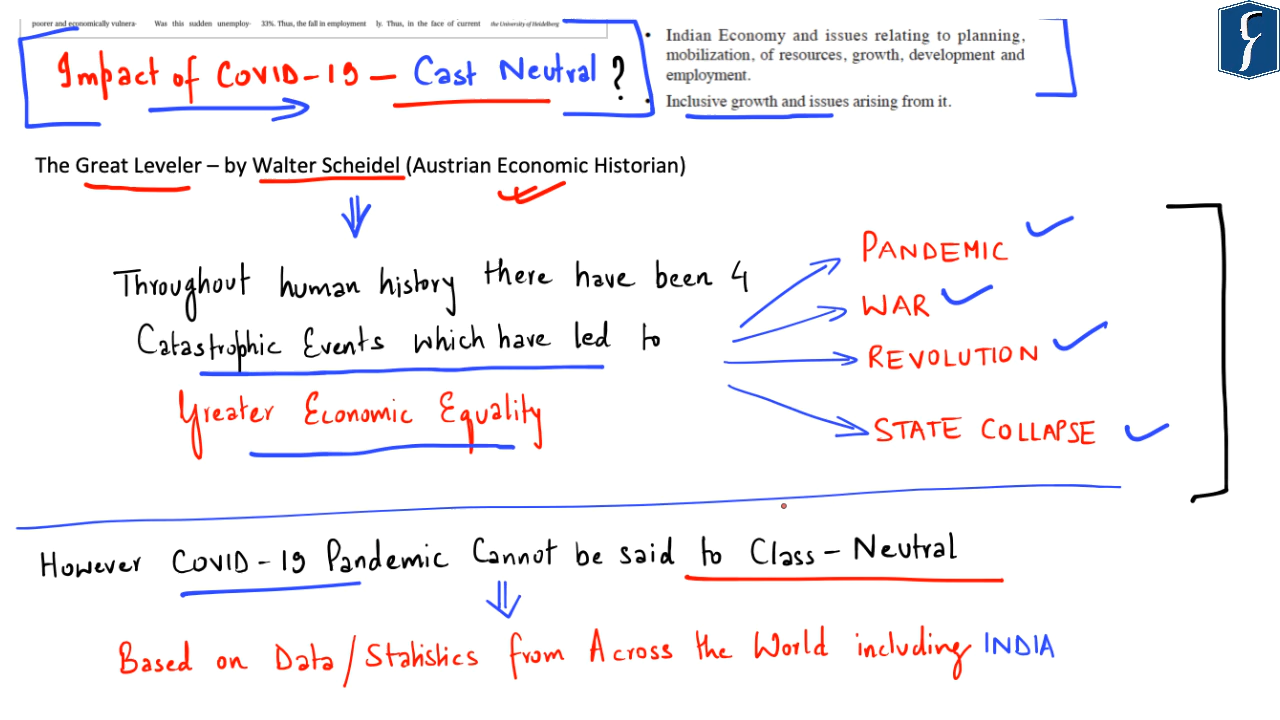 poorer and economically vulnera-
Was this sudden unemploy-
33%. Thus, the fall in employment
ly. Thus, in the face of current
the University of Heidelberg
Impact of COVID-19 – Cast Neutral ?
• Indian Economy and issues relating to planning,
mobilization, of resources, growth, development and
employment.
• Inclusive growth and issues arising from it.
The Great Leveler – by Walter Scheidel (Austrian Economic Historian)
Throughout human history there have been 4
Catastrophic Events which have led to
Greater Economic Equality
PANDEMIC
WAR
REVOLUTION
STATE COLLAPSE
However COVID-19 Pandemic Cannot be said to Class – Neutral
Based on Data/Statistics from Across the World including INDIA